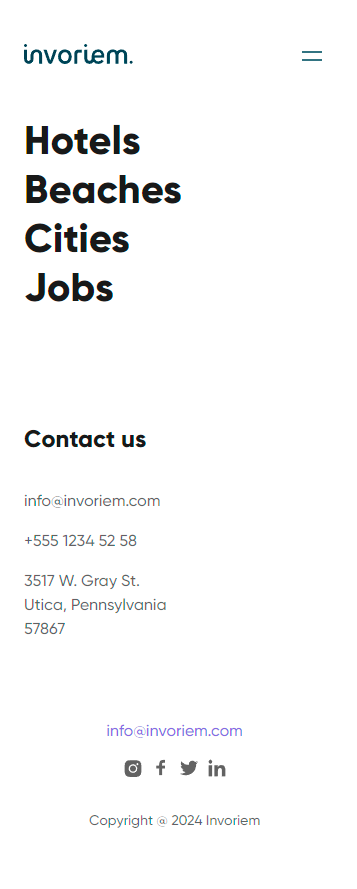 invoriem.
Hotels
Beaches
Cities
Jobs
Contact us
info@invoriem.com
+555 1234 52 58
3517 W. Gray St.
Utica, Pennsylvania
57867
info@invoriem.com
Copyright @ 2024 Invoriem